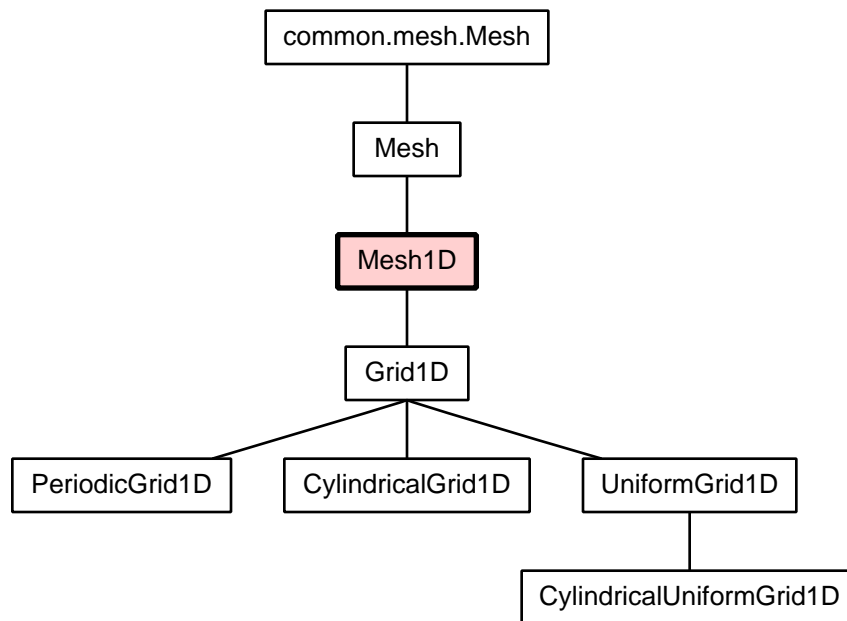 common.mesh.Mesh
Mesh
Mesh1D
Grid1D
PeriodicGrid1D
CylindricalGrid1D
UniformGrid1D
CylindricalUniformGrid1D